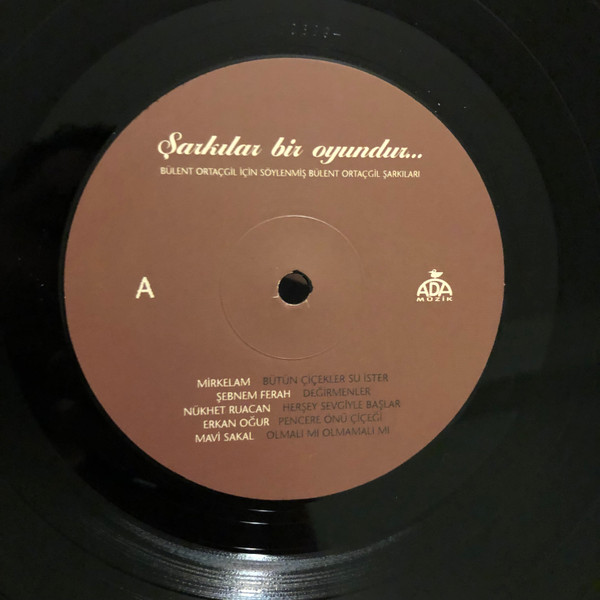 Şarkılar bir oyundur...
BÜLENT ORTAÇGİL İÇİN SÖYLENMİŞ BÜLENT ORTAÇGİL ŞARKILARI
A
ADA
MÜZİK
MİRKELAM BÜTÜN ÇİÇEKLER SU İSTER
ŞEBNEM FERAH DEĞİRMENLER
NÜKHET RUACAN HERŞEY SEVGİYLE BAŞLAR
ERKAN OĞUR PENCERE ÖNÜ ÇİÇEĞİ
MAVİ SAKAL OLMALI MI OLMAMALI MI